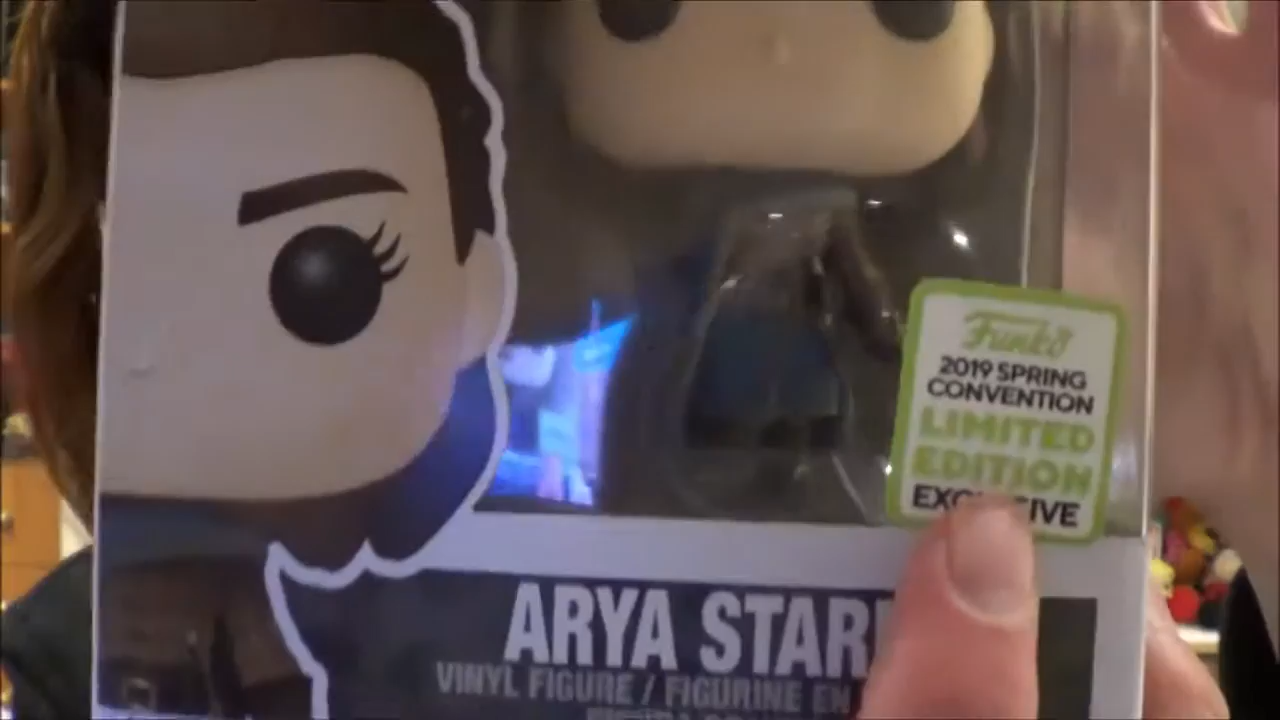 Funko
2019 SPRING
CONVENTION
LIMITED
EDITION
ARYA STAR
VINYL FIGURE / FIGURINE EN